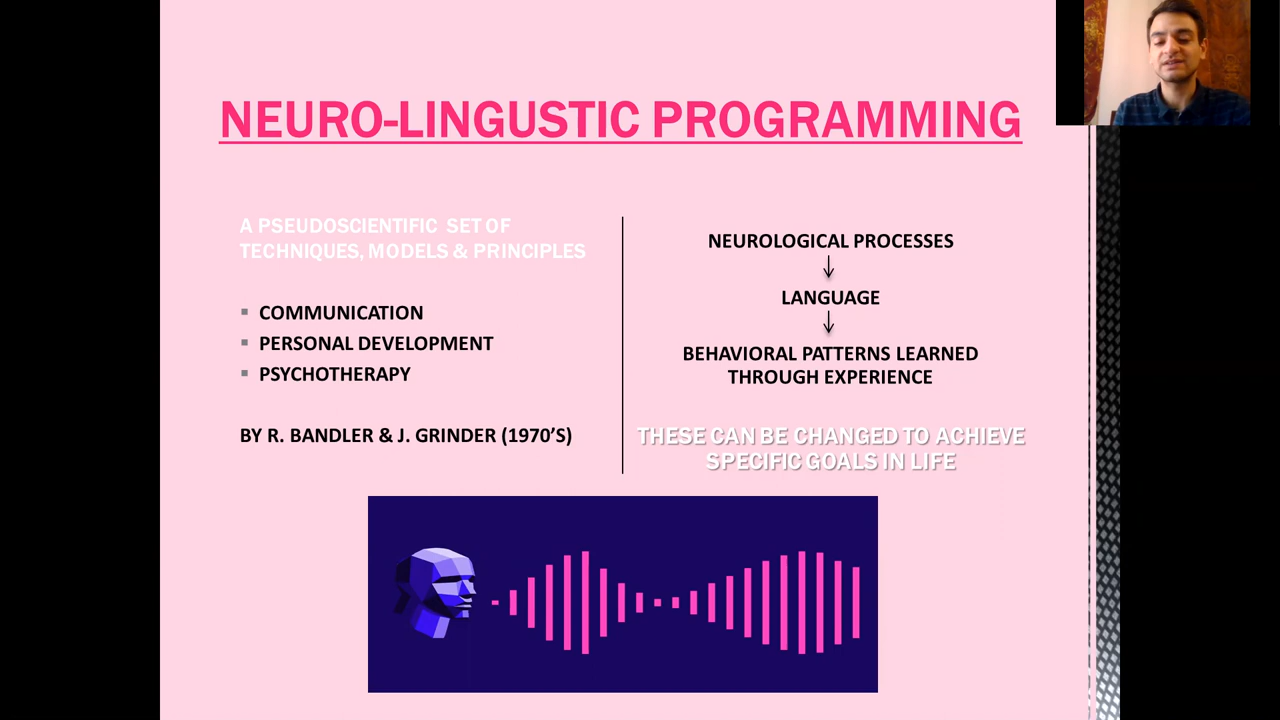 NEURO-LINGUSTIC PROGRAMMING
A PSEUDOSCIENTIFIC SET OF
TECHNIQUES, MODELS & PRINCIPLES
▪ COMMUNICATION
▪ PERSONAL DEVELOPMENT
▪ PSYCHOTHERAPY
BY R. BANDLER & J. GRINDER (1970’S)
NEUROLOGICAL PROCESSES
↓
LANGUAGE
↓
BEHAVIORAL PATTERNS LEARNED
THROUGH EXPERIENCE
THESE CAN BE CHANGED TO ACHIEVE
SPECIFIC GOALS IN LIFE